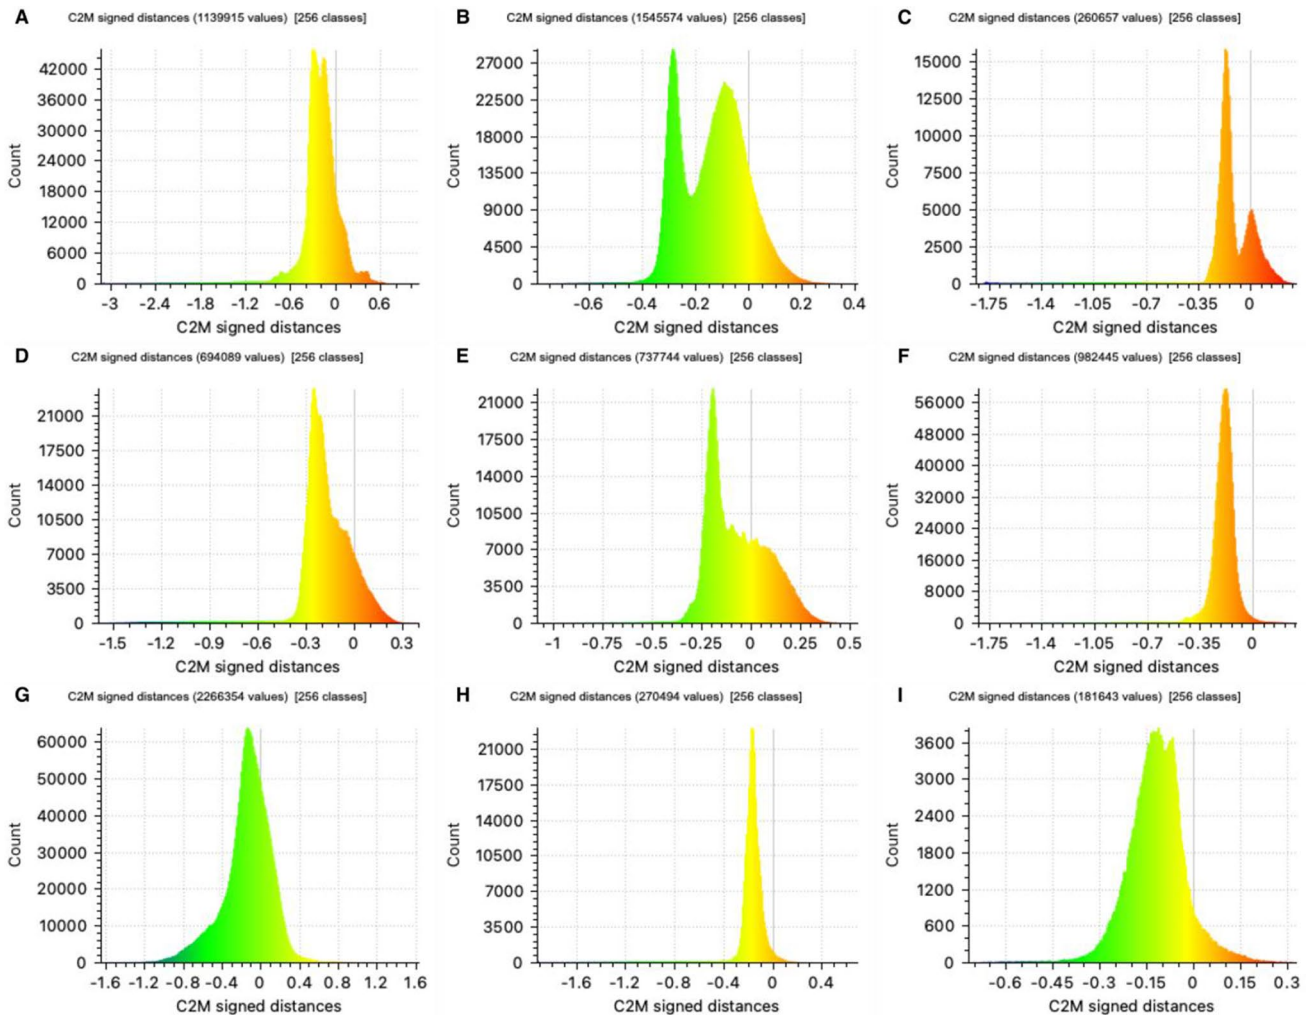 A C2M signed distances (1139915 values) [256 classes]
42000
36000
30000
24000
18000
12000
6000
0
Count
-3 -2.4 -1.8 -1.2 -0.6 0 0.6
C2M signed distances
B C2M signed distances (1545574 values) [256 classes]
27000
22500
18000
13500
9000
4500
0
Count
-0.6 -0.4 -0.2 0 0.2 0.4
C2M signed distances
C C2M signed distances (260657 values) [256 classes]
15000
12500
10000
7500
5000
2500
0
Count
-1.75 -1.4 -1.05 -0.7 -0.35 0
C2M signed distances
D C2M signed distances (694089 values) [256 classes]
21000
17500
14000
10500
7000
3500
0
Count
-1.5 -1.2 -0.9 -0.6 -0.3 0 0.3
C2M signed distances
E C2M signed distances (737744 values) [256 classes]
21000
17500
14000
10500
7000
3500
0
Count
-1 -0.75 -0.5 -0.25 0 0.25 0.5
C2M signed distances
F C2M signed distances (982445 values) [256 classes]
56000
48000
40000
32000
24000
16000
8000
0
Count
-1.75 -1.4 -1.05 -0.7 -0.35 0
C2M signed distances
G C2M signed distances (2266354 values) [256 classes]
60000
50000
40000
30000
20000
10000
0
Count
-1.6 -1.2 -0.8 -0.4 0 0.4 0.8 1.2 1.6
C2M signed distances
H C2M signed distances (270494 values) [256 classes]
21000
17500
14000
10500
7000
3500
0
Count
-1.6 -1.2 -0.8 -0.4 0 0.4
C2M signed distances
I C2M signed distances (181643 values) [256 classes]
3600
3000
2400
1800
1200
600
0
Count
-0.6 -0.45 -0.3 -0.15 0 0.15 0.3
C2M signed distances